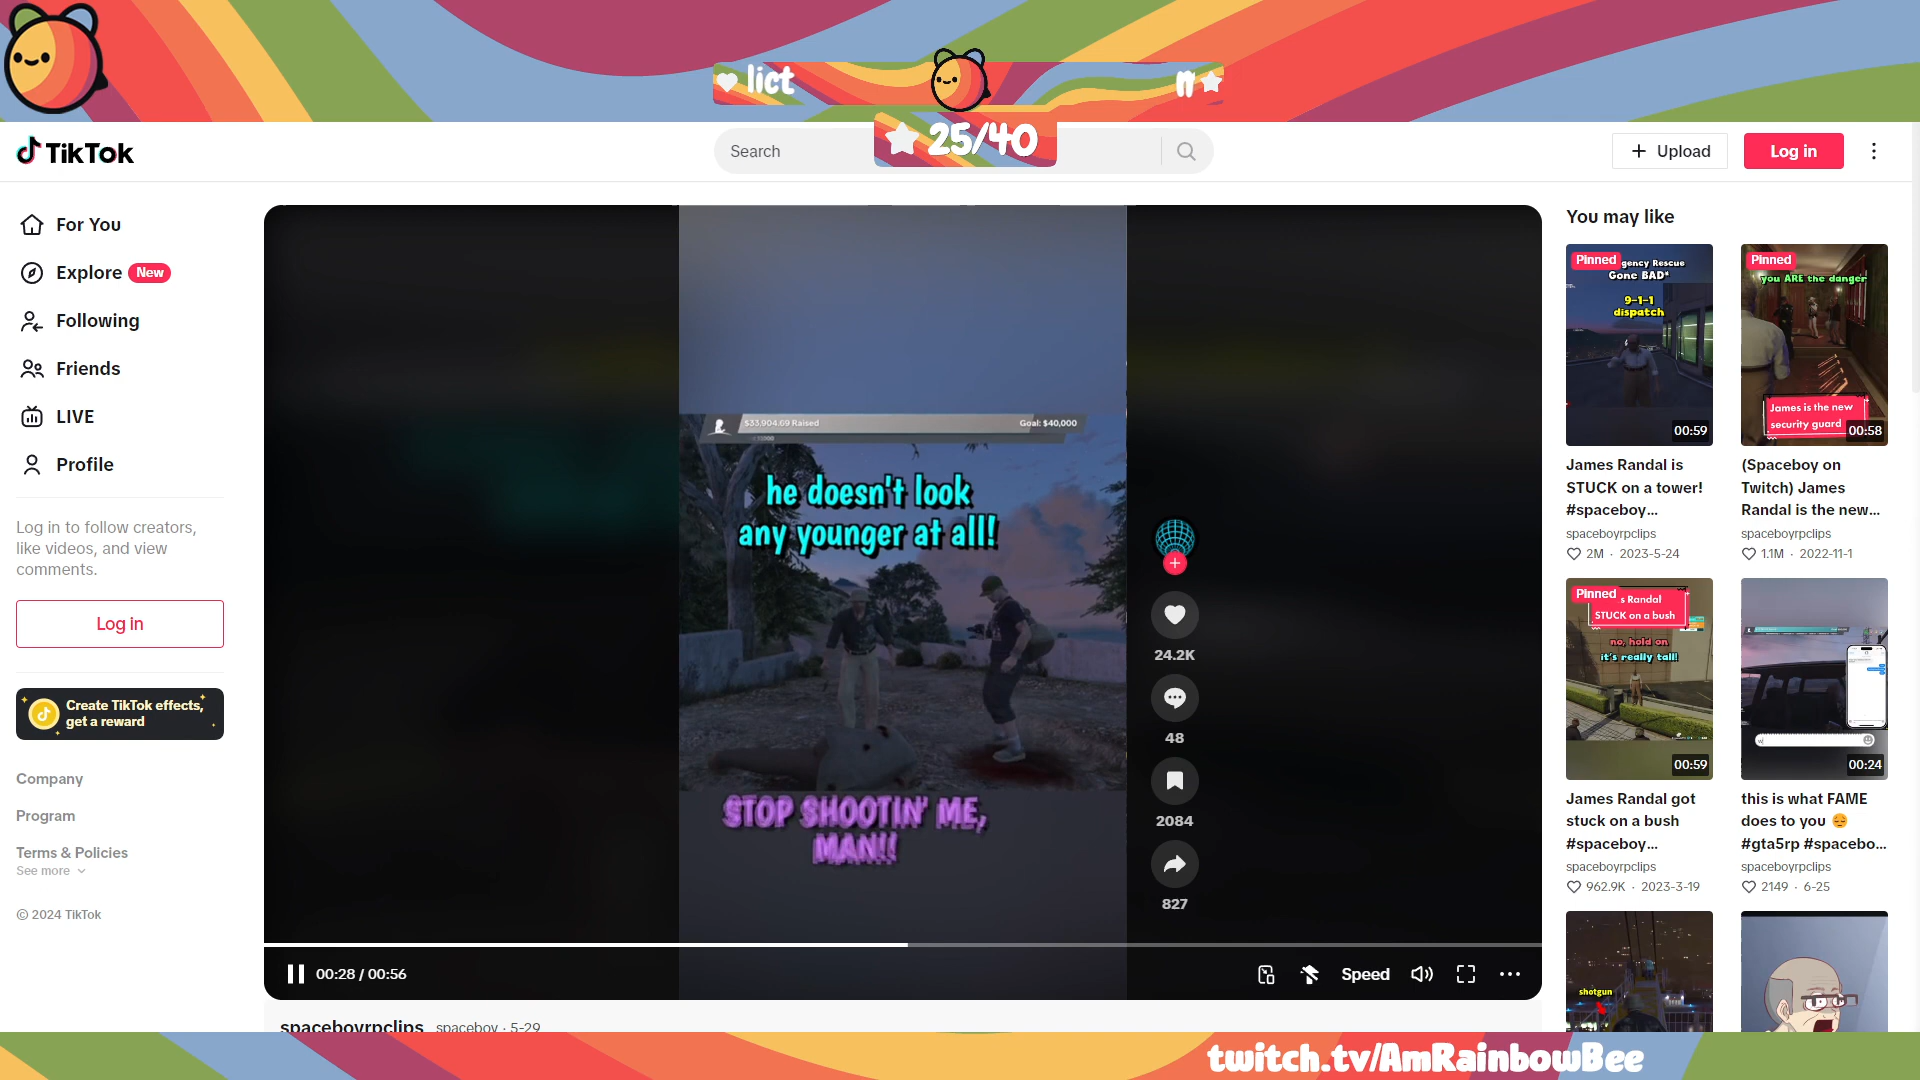 lict
n
25/40
TikTok
Search
Upload
Log in
For You
Explore New
Following
Friends
LIVE
Profile
Log in to follow creators,
like videos, and view
comments.
Log in
Create TikTok effects,
get a reward
Company
Program
Terms & Policies
See more
© 2024 TikTok
$33,904.69 Raised
Goal: $40,000
he doesn't look
any younger at all!
STOP SHOOTIN' ME,
MAN!!
24.2K
48
2084
827
00:28 / 00:56
Speed
spaceboyrpclips spaceboy · 5-29
You may like
Pinned
gency Rescue
Gone BAD*
9-1-1
dispatch
00:59
James Randal is
STUCK on a tower!
#spaceboy...
spaceboyrpclips
2M · 2023-5-24
Pinned
you ARE the danger
James is the new
security guard
00:58
(Spaceboy on
Twitch) James
Randal is the new...
spaceboyrpclips
1.1M · 2022-11-1
Pinned
s Randal
STUCK on a bush
no, hold on
it's really tall!
00:59
James Randal got
stuck on a bush
#spaceboy...
spaceboyrpclips
962.9K · 2023-3-19
00:24
this is what FAME
does to you 😔
#gta5rp #spacebo...
spaceboyrpclips
2149 · 6-25
shotgun
twitch.tv/AmRainbowBee